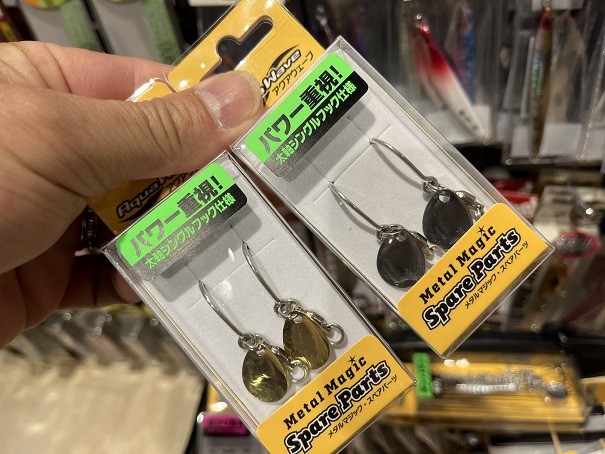 AquaWave
アクアウェーブ
パワー重視!
太軸シングルフック仕様
Metal Magic
Spare Parts
メタルマジック・スペアパーツ
AquaWave
パワー重視!
太軸シングルフック仕様
Metal Magic
Spare Parts
メタルマジック・スペアパーツ